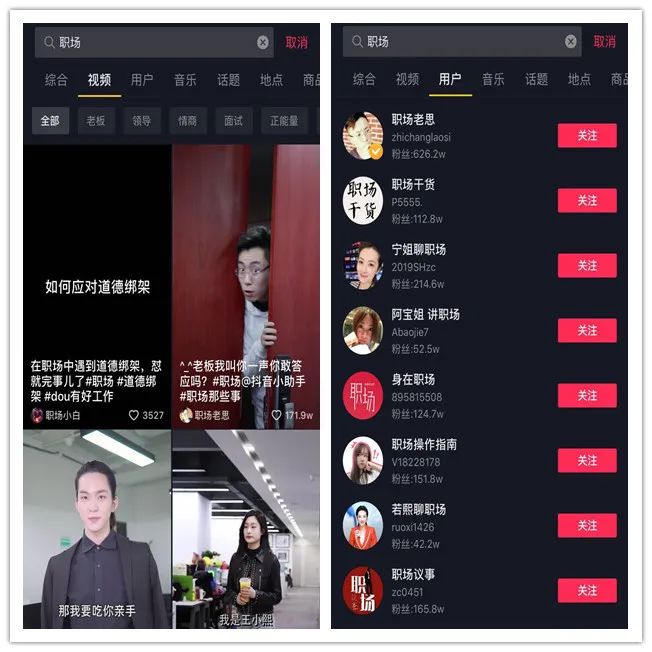 职场
取消
综合 视频 用户 音乐 话题 地点 商品
全部 老板 领导 情商 面试 正能量
如何应对道德绑架
在职场中遇到道德绑架，怼
就完事儿了#职场 #道德绑
架 #dou有好工作
职场小白 3527
^_^老板我叫你一声你敢答
应吗？#职场@抖音小助手
#职场那些事
职场老思 171.9w
那我要吃你亲手
我是王小熙
职场
取消
综合 视频 用户 音乐 话题 地点 商品
职场老思
zhichanglaosi
粉丝:626.2w
关注
职场干货
职场干货
P5555.
粉丝:112.8w
关注
宁姐聊职场
2019SHzc
粉丝:214.6w
关注
阿宝姐 讲职场
Abaojie7
粉丝:52.5w
关注
职场
身在职场
895815508
粉丝:124.7w
关注
职场操作指南
V18228178
粉丝:151.8w
关注
若熙聊职场
ruoxi1426
粉丝:42.2w
关注
职场
职场议事
zc0451
粉丝:165.8w
关注